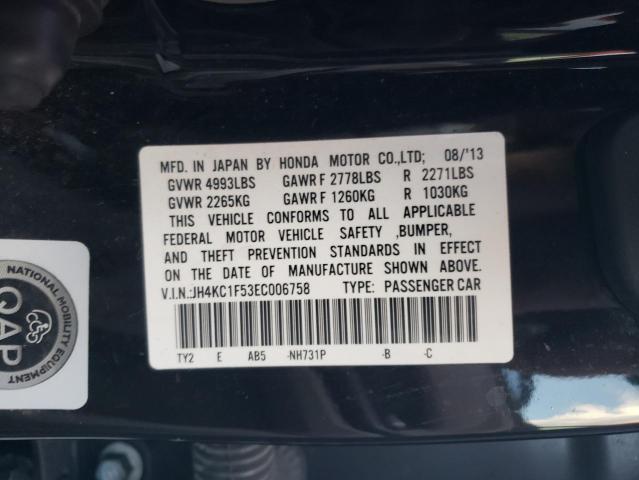 MFD. IN JAPAN BY HONDA MOTOR CO.,LTD; 08/'13
GVWR 4993LBS GAWR F 2778LBS R 2271LBS
GVWR 2265KG GAWR F 1260KG R 1030KG
THIS VEHICLE CONFORMS TO ALL APPLICABLE
FEDERAL MOTOR VEHICLE SAFETY ,BUMPER,
AND THEFT PREVENTION STANDARDS IN EFFECT
ON THE DATE OF MANUFACTURE SHOWN ABOVE.
V.I.N.:JH4KC1F53EC006758 TYPE: PASSENGER CAR
TY2 E AB5 -NH731P -B -C
NATIONAL MOBILITY
EQUIPMENT
QAP